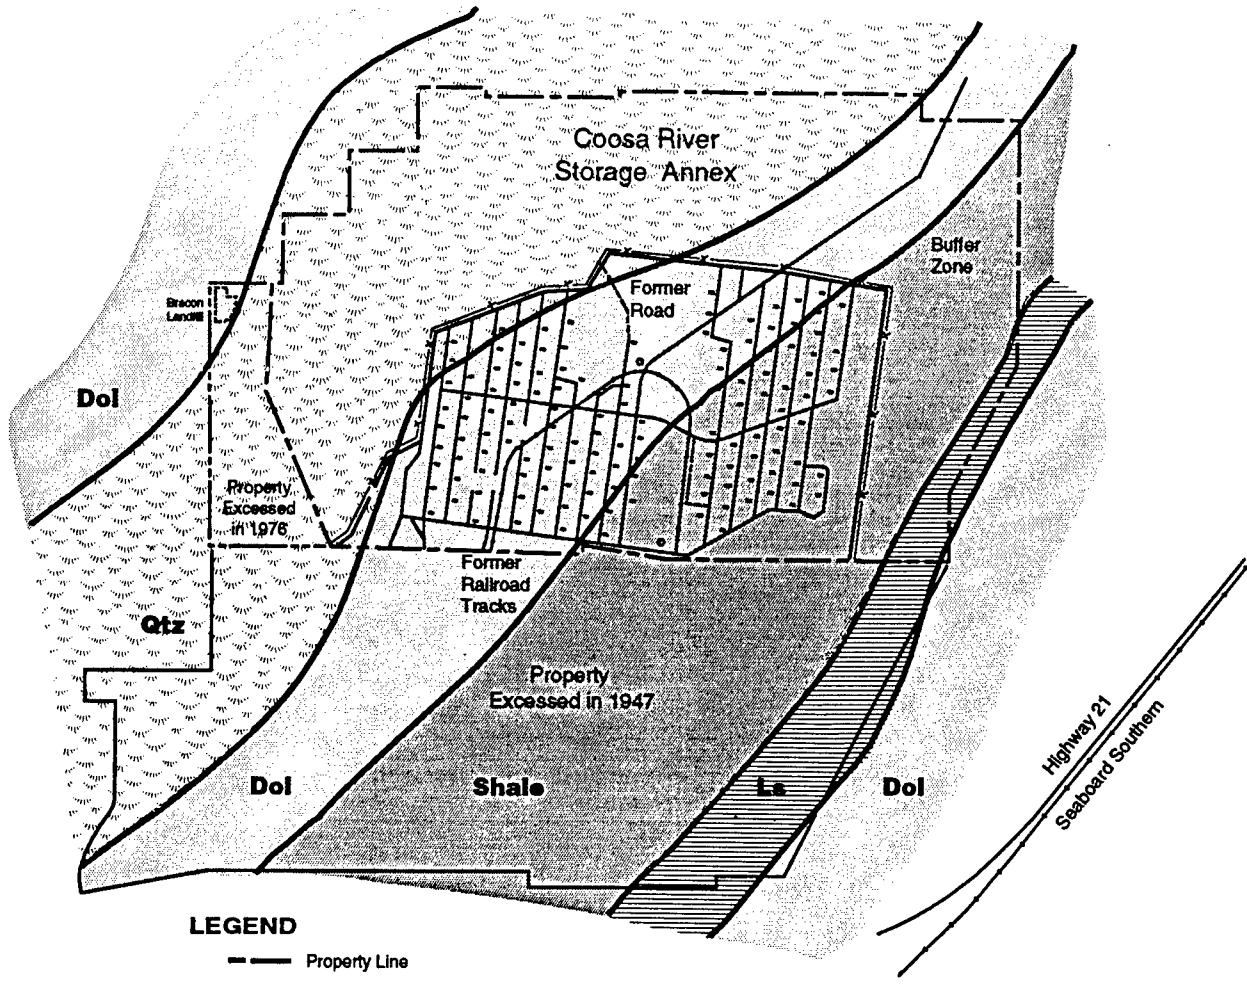 Coosa River
Storage Annex
Buffer
Zone
Former
Road
Bracon
Landfill
Dol
Property
Excessed
in 1976
Former
Railroad
Tracks
Qtz
Property
Excessed in 1947
Highway 21
Seaboard Southern
Dol
Shale
Ls
Dol
LEGEND
Property Line